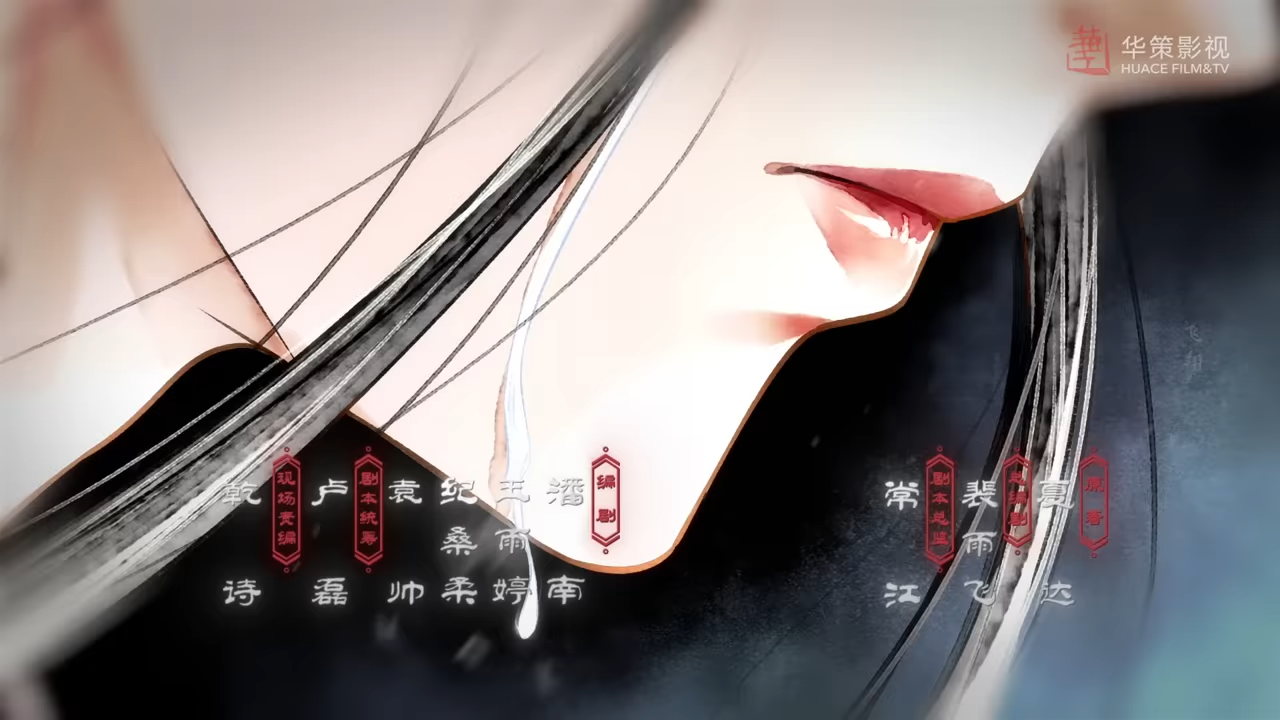 华策影视
HUACE FILM&TV
原著
夏达
总编剧
裴雨飞
剧本总监
常江
编剧
潘南
王雨婷
纪桑柔
袁帅
剧本统筹
卢磊
现场责编
乾诗